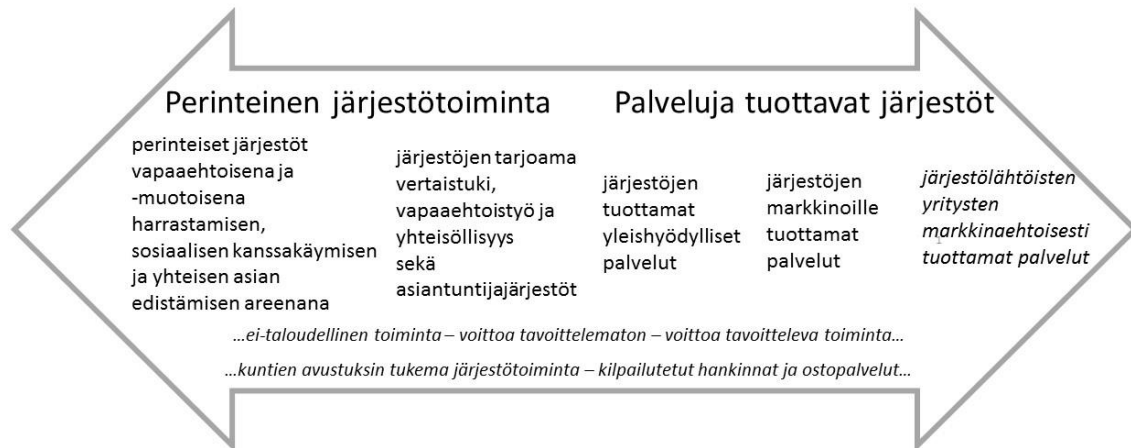 Perinteinen järjestötoiminta
perinteiset järjestöt
vapaaehtoisena ja
-muotoisena
harrastamisen,
sosiaalisen kanssakäymisen
ja yhteisen asian
edistämisen areenana
järjestöjen tarjoama
vertaistuki,
vapaaehtoistyö ja
yhteisöllisyys
sekä
asiantuntijajärjestöt
Palveluja tuottavat järjestöt
järjestöjen
tuottamat
yleishyödylliset
palvelut
järjestöjen
markkinoille
tuottamat
palvelut
järjestölähtöisten
yritysten
markkinaehtoisesti
tuottamat palvelut
...ei-taloudellinen toiminta – voittoa tavoittelematon – voittoa tavoitteleva toiminta...
...kuntien avustuksin tukema järjestötoiminta – kilpailutetut hankinnat ja ostopalvelut...